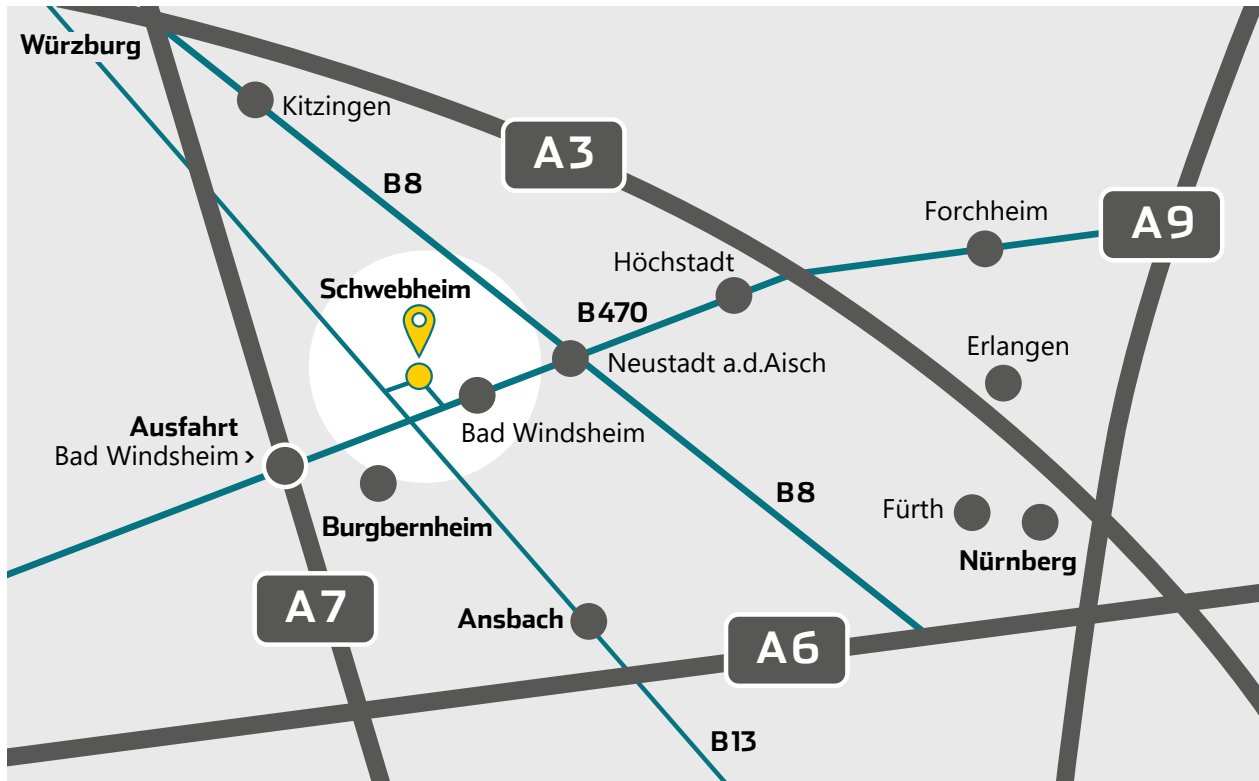 Würzburg
Kitzingen
A3
B8
Forchheim
A9
Höchstadt
Schwebheim
B470
Neustadt a.d.Aisch
Erlangen
Ausfahrt
Bad Windsheim ›
Bad Windsheim
B8
Fürth
Burgbernheim
Nürnberg
A7
Ansbach
A6
B13